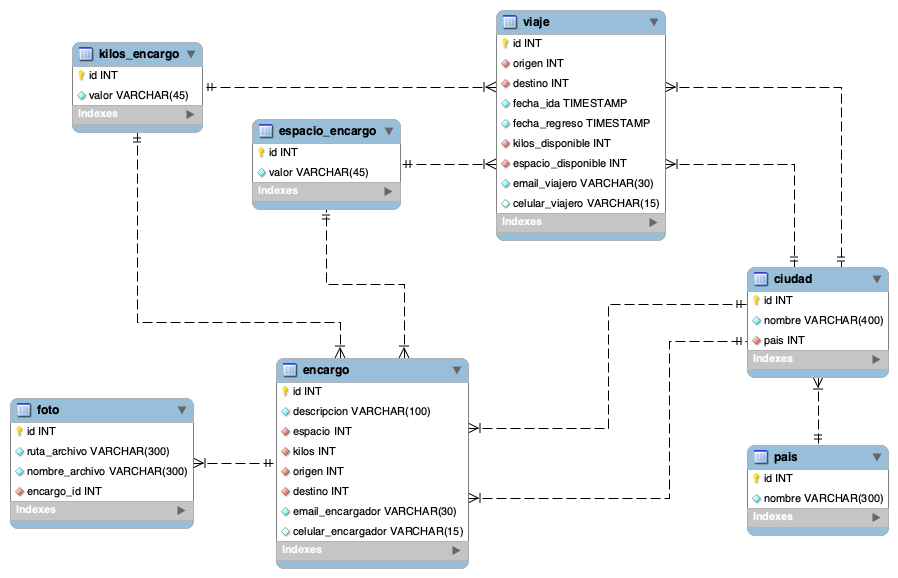 kilos_encargo
id INT
valor VARCHAR(45)
Indexes
espacio_encargo
id INT
valor VARCHAR(45)
Indexes
viaje
id INT
origen INT
destino INT
fecha_ida TIMESTAMP
fecha_regreso TIMESTAMP
kilos_disponible INT
espacio_disponible INT
email_viajero VARCHAR(30)
celular_viajero VARCHAR(15)
Indexes
ciudad
id INT
nombre VARCHAR(400)
pais INT
Indexes
encargo
id INT
descripcion VARCHAR(100)
espacio INT
kilos INT
origen INT
destino INT
email_encargador VARCHAR(30)
celular_encargador VARCHAR(15)
Indexes
foto
id INT
ruta_archivo VARCHAR(300)
nombre_archivo VARCHAR(300)
encargo_id INT
Indexes
pais
id INT
nombre VARCHAR(300)
Indexes